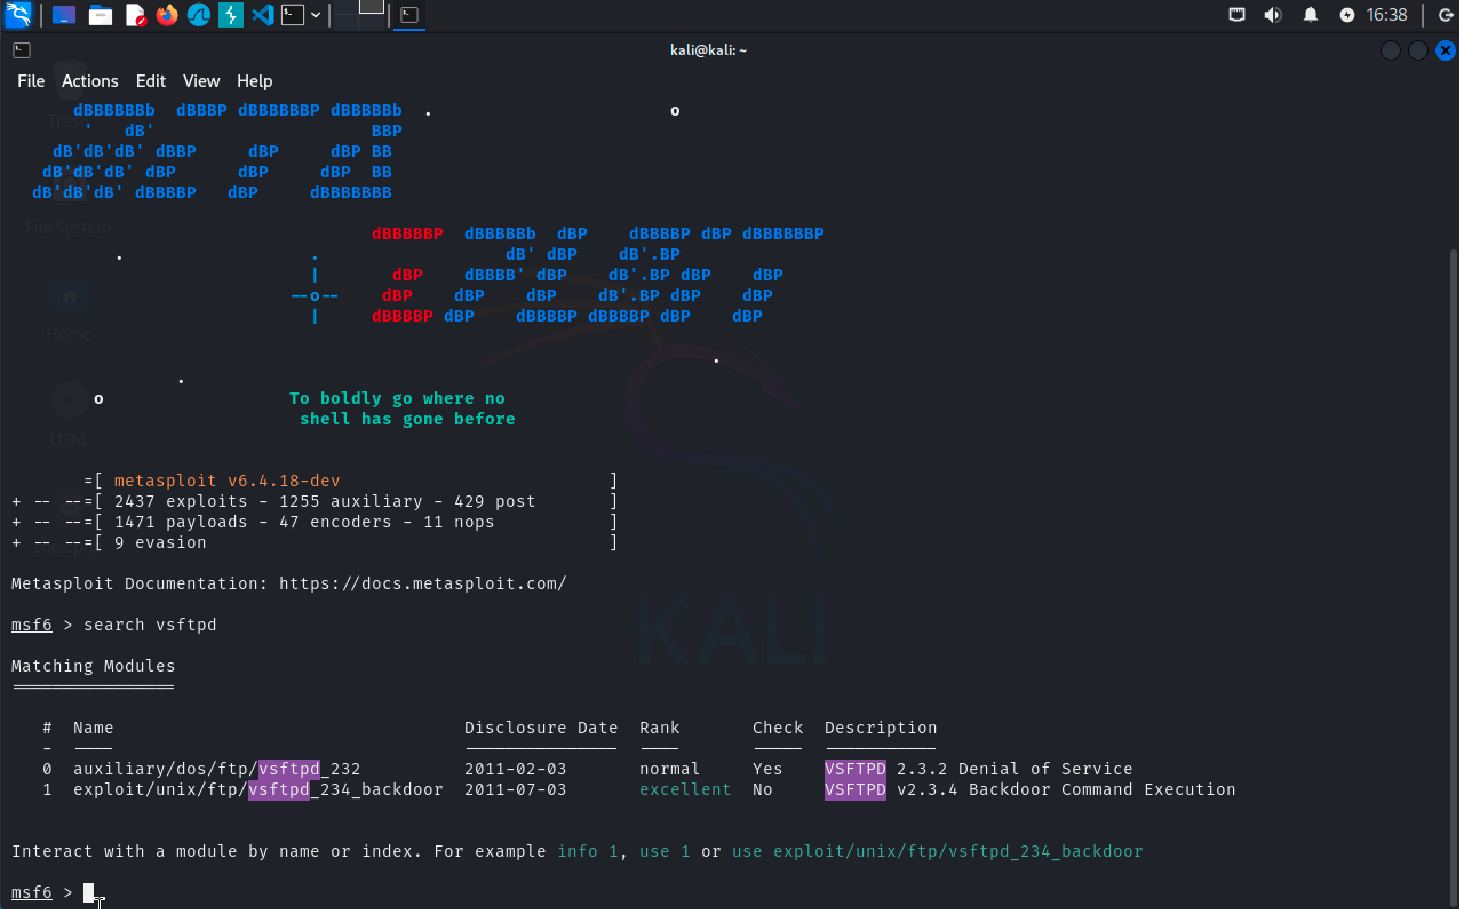 16:38
kali@kali: ~
File Actions Edit View Help
Trash
dBBBBBBb dBBBP dBBBBBBP dBBBBBb . o
' dB' BBP
dB'dB'dB' dBBP dBP dBP BB
dB'dB'dB' dBP dBP dBP BB
dB'dB'dB' dBBBBP dBP dBBBBBBB
File System
dBBBBBP dBBBBBb dBP dBBBBP dBP dBBBBBBP
. . dB' dBP dB'.BP
| dBP dBBBB' dBP dB'.BP dBP dBP
--o-- dBP dBP dBP dB'.BP dBP dBP
| dBBBBP dBP dBBBBP dBBBBP dBP dBP
Home
.
.
o To boldly go where no
shell has gone before
UTM
=[ metasploit v6.4.18-dev ]
+ -- --=[ 2437 exploits - 1255 auxiliary - 429 post ]
+ -- --=[ 1471 payloads - 47 encoders - 11 nops ]
+ -- --=[ 9 evasion ]
Metasploit Documentation: https://docs.metasploit.com/
msf6 > search vsftpd
KALI
Matching Modules
================
# Name Disclosure Date Rank Check Description
- ---- --------------- ---- ----- -----------
0 auxiliary/dos/ftp/vsftpd_232 2011-02-03 normal Yes VSFTPD 2.3.2 Denial of Service
1 exploit/unix/ftp/vsftpd_234_backdoor 2011-07-03 excellent No VSFTPD v2.3.4 Backdoor Command Execution
Interact with a module by name or index. For example info 1, use 1 or use exploit/unix/ftp/vsftpd_234_backdoor
msf6 >